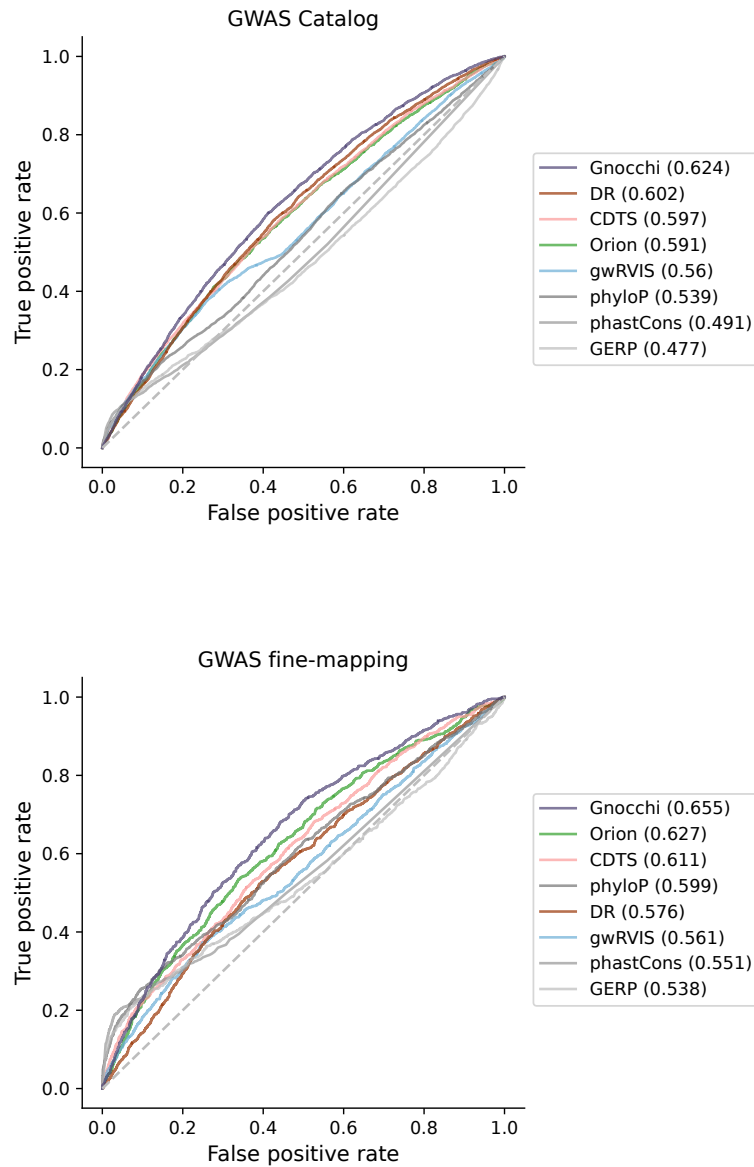 GWAS Catalog
1.0
0.8
0.6
0.4
0.2
0.0
True positive rate
0.0 0.2 0.4 0.6 0.8 1.0
False positive rate
Gnocchi (0.624)
DR (0.602)
CDTS (0.597)
Orion (0.591)
gwRVIS (0.56)
phyloP (0.539)
phastCons (0.491)
GERP (0.477)
GWAS fine-mapping
1.0
0.8
0.6
0.4
0.2
0.0
True positive rate
0.0 0.2 0.4 0.6 0.8 1.0
False positive rate
Gnocchi (0.655)
Orion (0.627)
CDTS (0.611)
phyloP (0.599)
DR (0.576)
gwRVIS (0.561)
phastCons (0.551)
GERP (0.538)